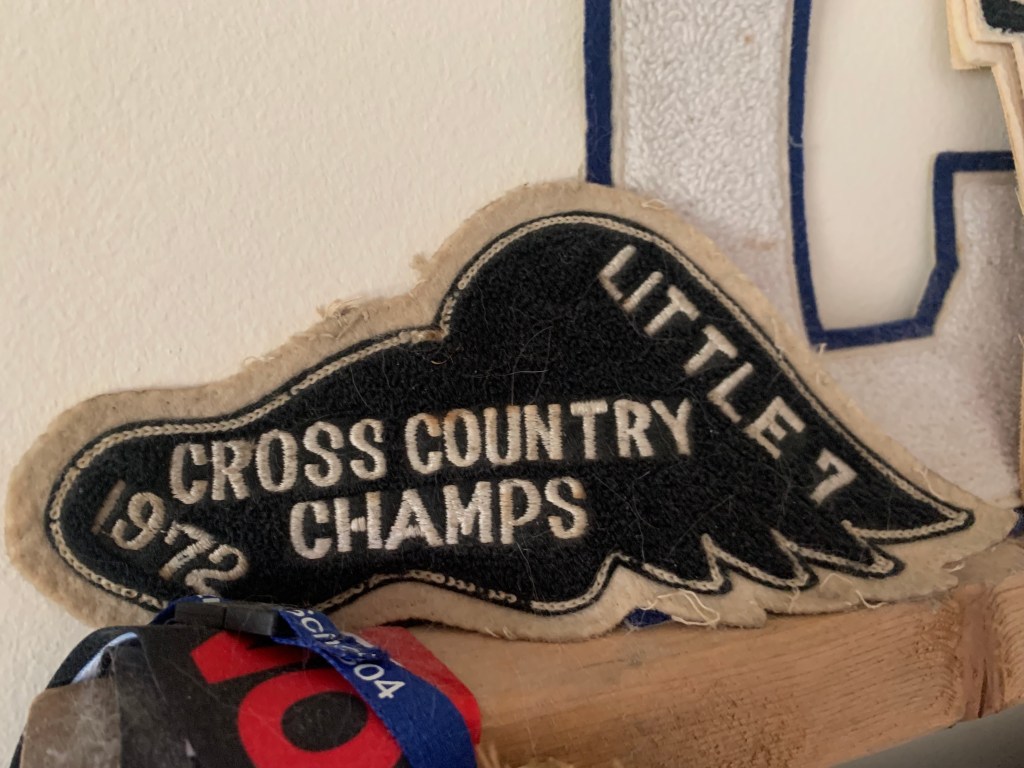 LITTLE 7
CROSS COUNTRY
CHAMPS
1972